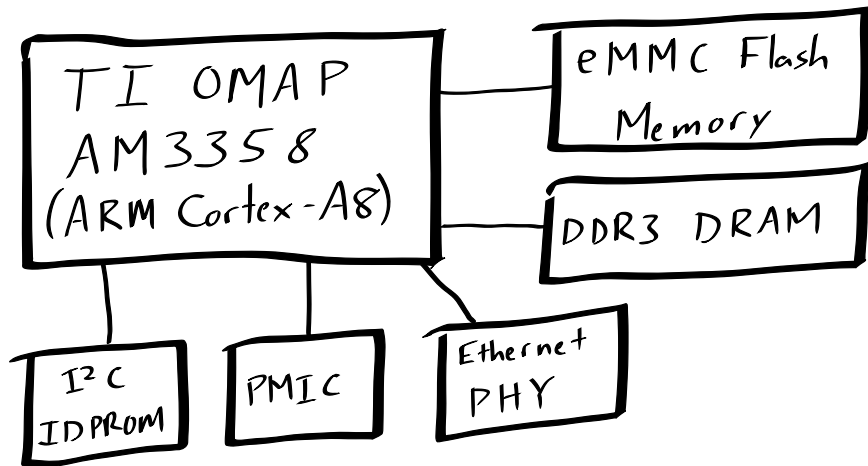 TI OMAP
AM3358
(ARM Cortex-A8)
eMMC Flash
Memory
DDR3 DRAM
I²C
IDPROM
PMIC
Ethernet
PHY